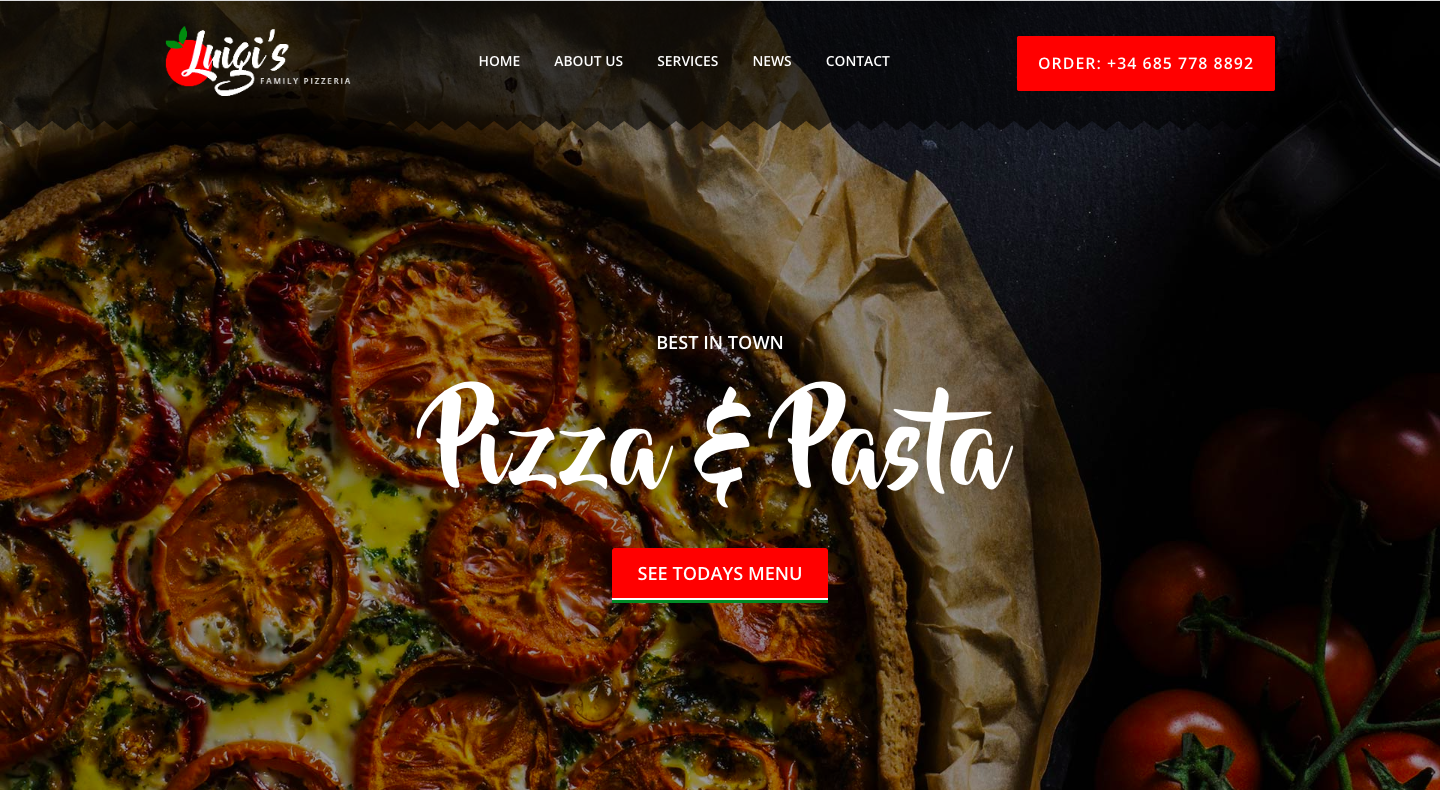 Luigi's
FAMILY PIZZERIA
HOME ABOUT US SERVICES NEWS CONTACT
ORDER: +34 685 778 8892
BEST IN TOWN
Pizza & Pasta
SEE TODAYS MENU